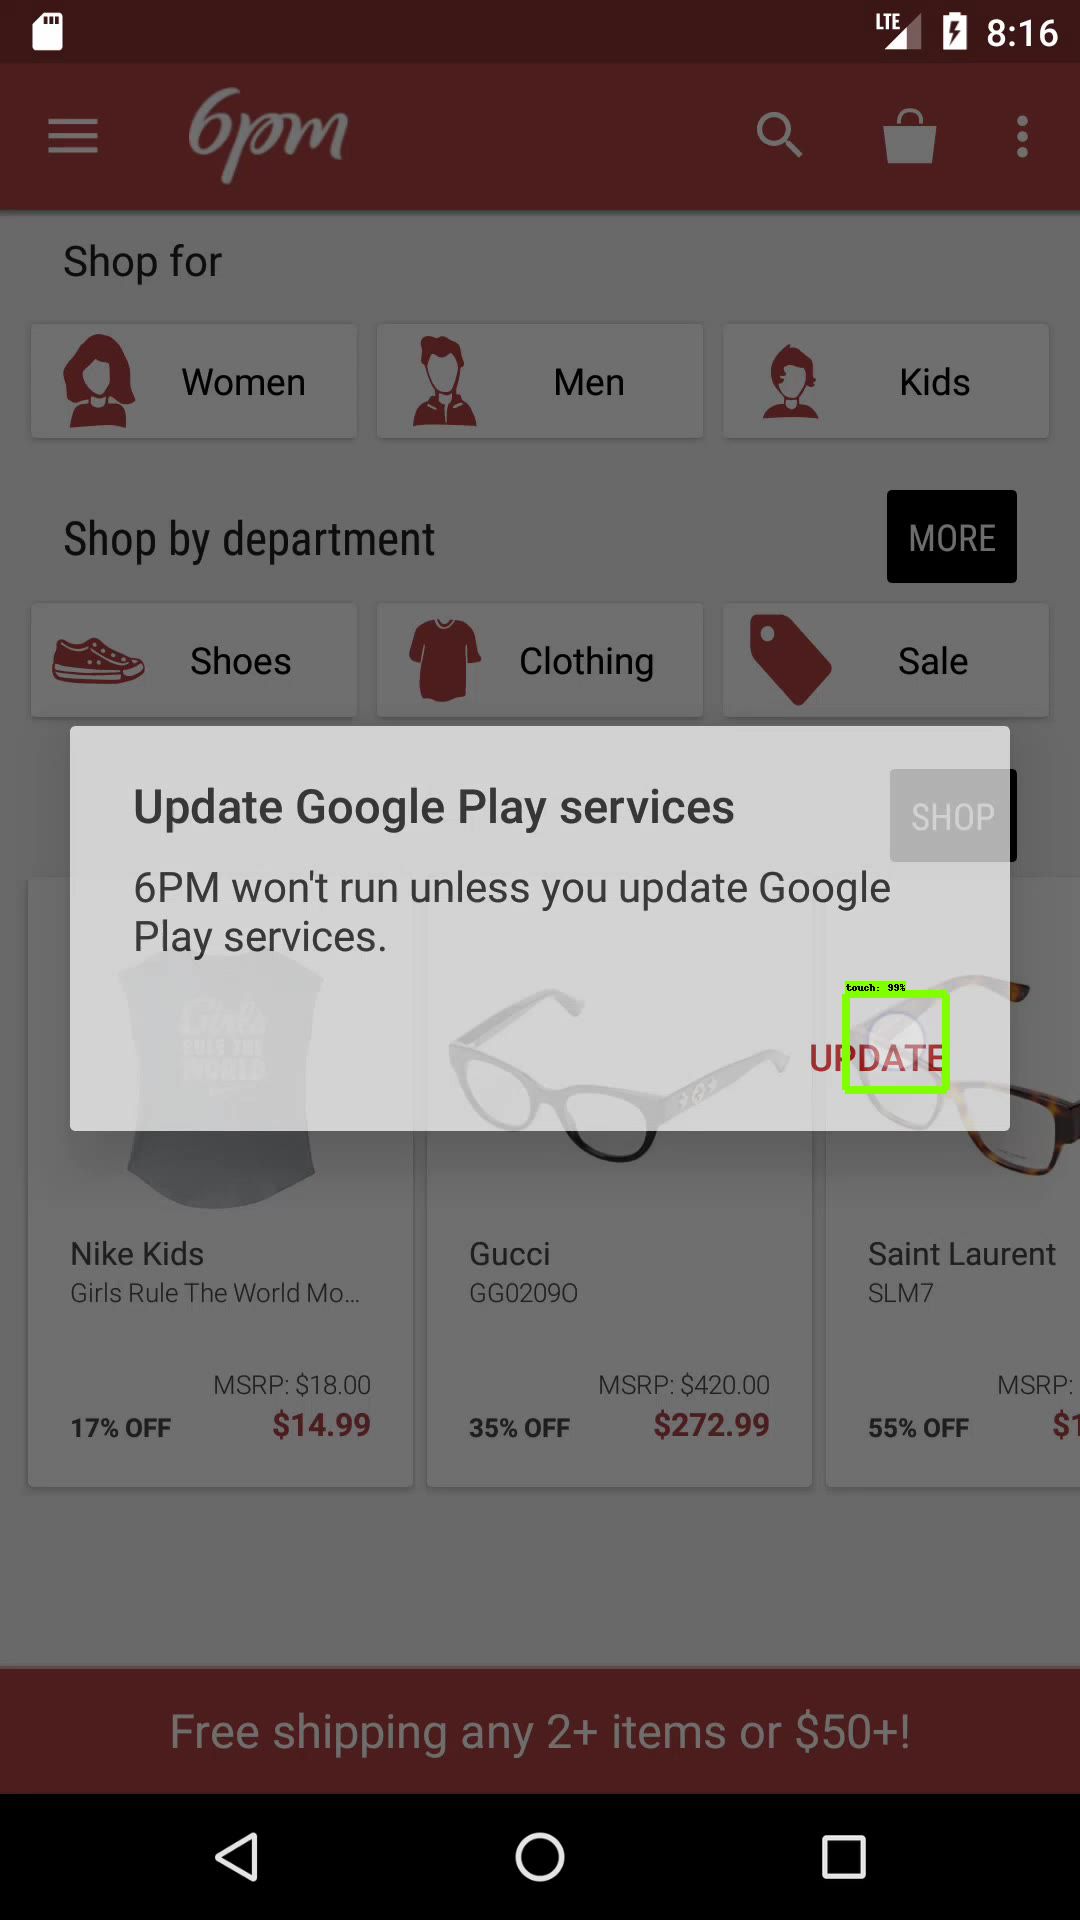 LTE 8:16
6pm
Shop for
Women Men Kids
Shop by department MORE
Shoes Clothing Sale
Update Google Play services
SHOP
6PM won't run unless you update Google
Play services.
touch: 99%
UPDATE
Girls
RULE THE
WORLD
Nike Kids Gucci Saint Laurent
Girls Rule The World Mo... GG0209O SLM7
MSRP: $18.00 MSRP: $420.00 MSRP:
17% OFF $14.99 35% OFF $272.99 55% OFF $1
Free shipping any 2+ items or $50+!